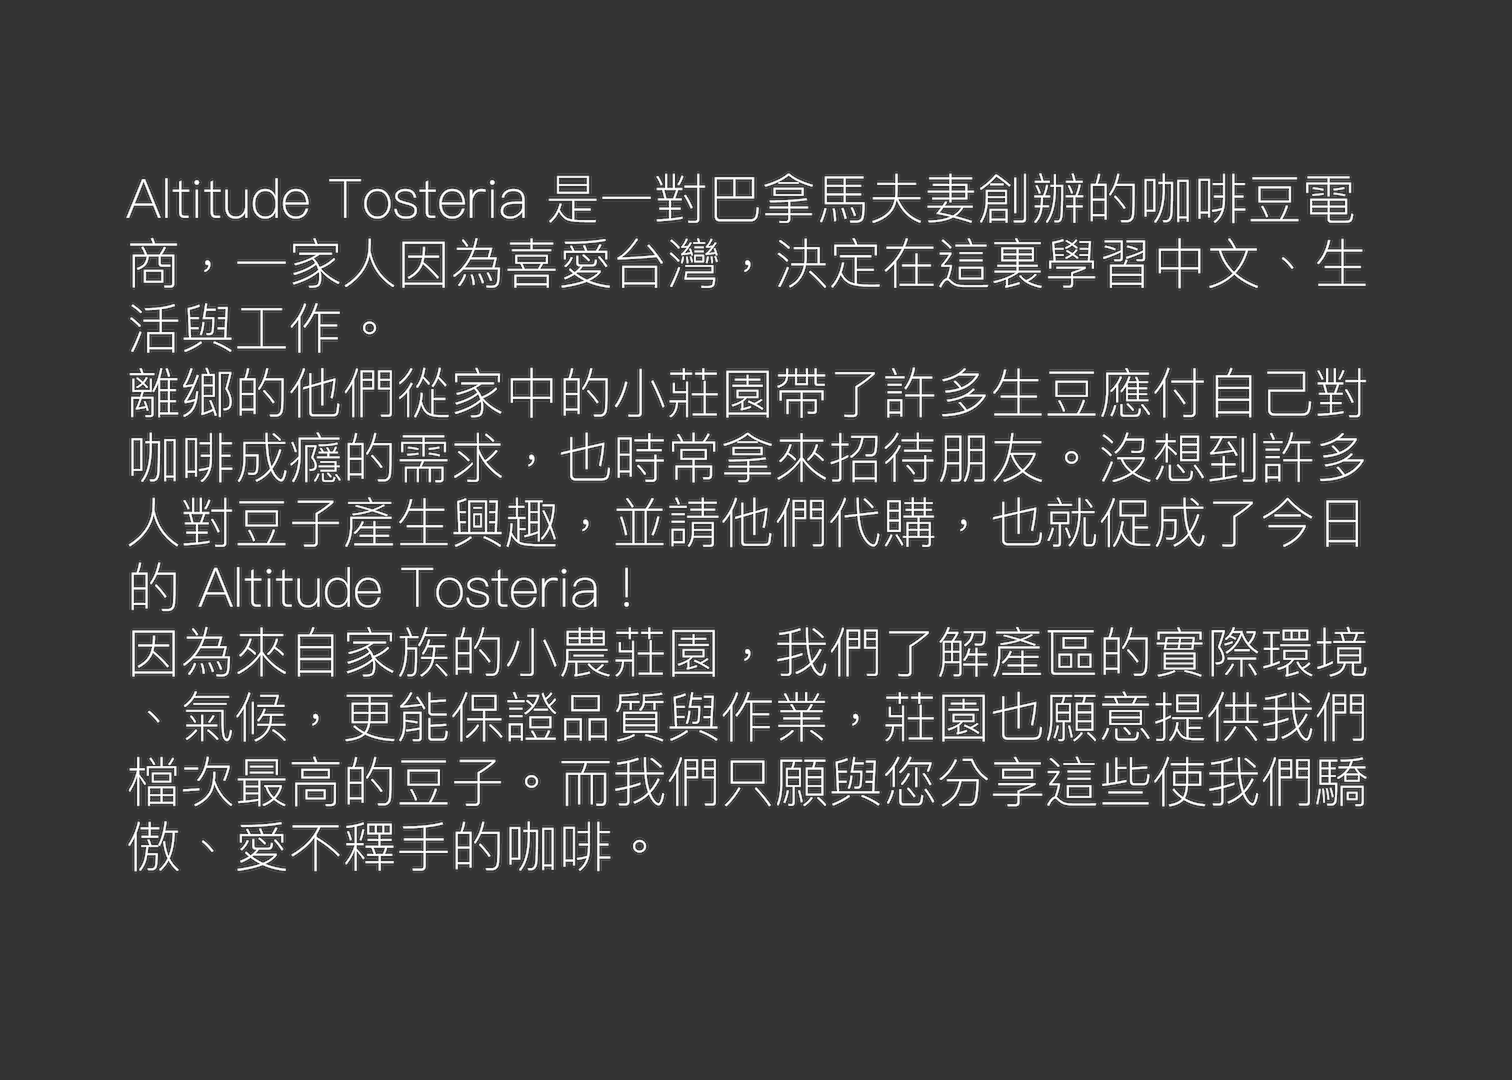 Altitude Tosteria 是一對巴拿馬夫妻創辦的咖啡豆電
商，一家人因為喜愛台灣，決定在這裏學習中文、生
活與工作。
離鄉的他們從家中的小莊園帶了許多生豆應付自己對
咖啡成癮的需求，也時常拿來招待朋友。沒想到許多
人對豆子產生興趣，並請他們代購，也就促成了今日
的 Altitude Tosteria！
因為來自家族的小農莊園，我們了解產區的實際環境
、氣候，更能保證品質與作業，莊園也願意提供我們
檔次最高的豆子。而我們只願與您分享這些使我們驕
傲、愛不釋手的咖啡。